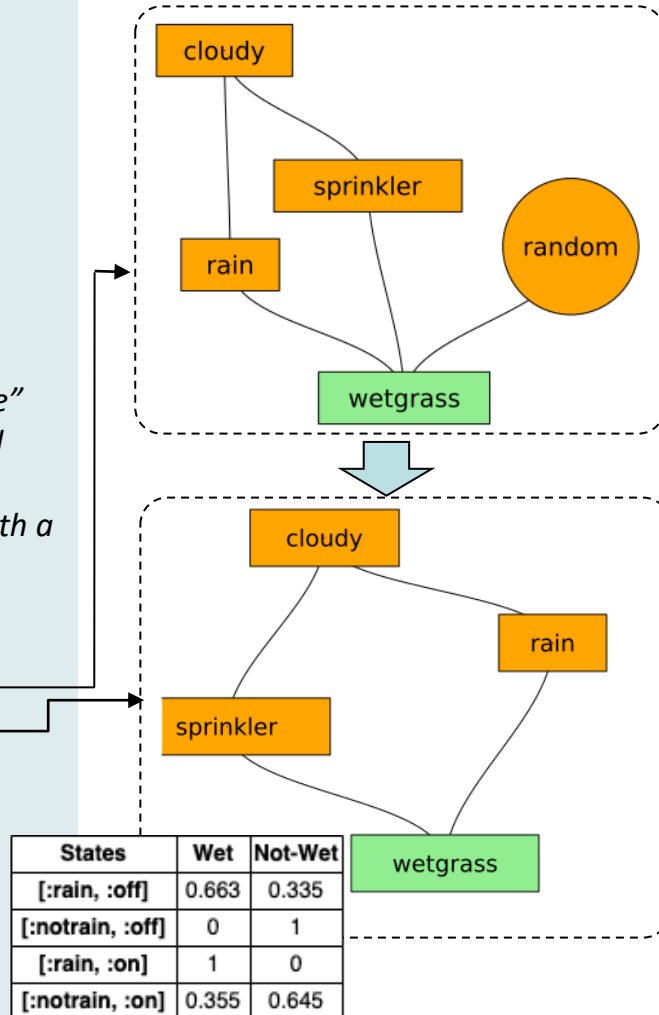 cloudy
sprinkler
random
rain
wetgrass
e”
th a
cloudy
rain
sprinkler
wetgrass
States Wet Not-Wet
[:rain, :off] 0.663 0.335
[:notrain, :off] 0 1
[:rain, :on] 1 0
[:notrain, :on] 0.355 0.645